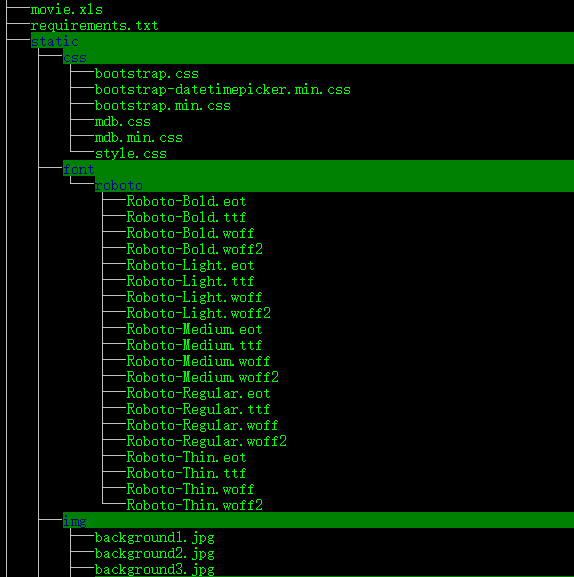 movie.xls
requirements.txt
static
css
bootstrap.css
bootstrap-datetimepicker.min.css
bootstrap.min.css
mdb.css
mdb.min.css
style.css
font
roboto
Roboto-Bold.eot
Roboto-Bold.ttf
Roboto-Bold.woff
Roboto-Bold.woff2
Roboto-Light.eot
Roboto-Light.ttf
Roboto-Light.woff
Roboto-Light.woff2
Roboto-Medium.eot
Roboto-Medium.ttf
Roboto-Medium.woff
Roboto-Medium.woff2
Roboto-Regular.eot
Roboto-Regular.ttf
Roboto-Regular.woff
Roboto-Regular.woff2
Roboto-Thin.eot
Roboto-Thin.ttf
Roboto-Thin.woff
Roboto-Thin.woff2
img
background1.jpg
background2.jpg
background3.jpg